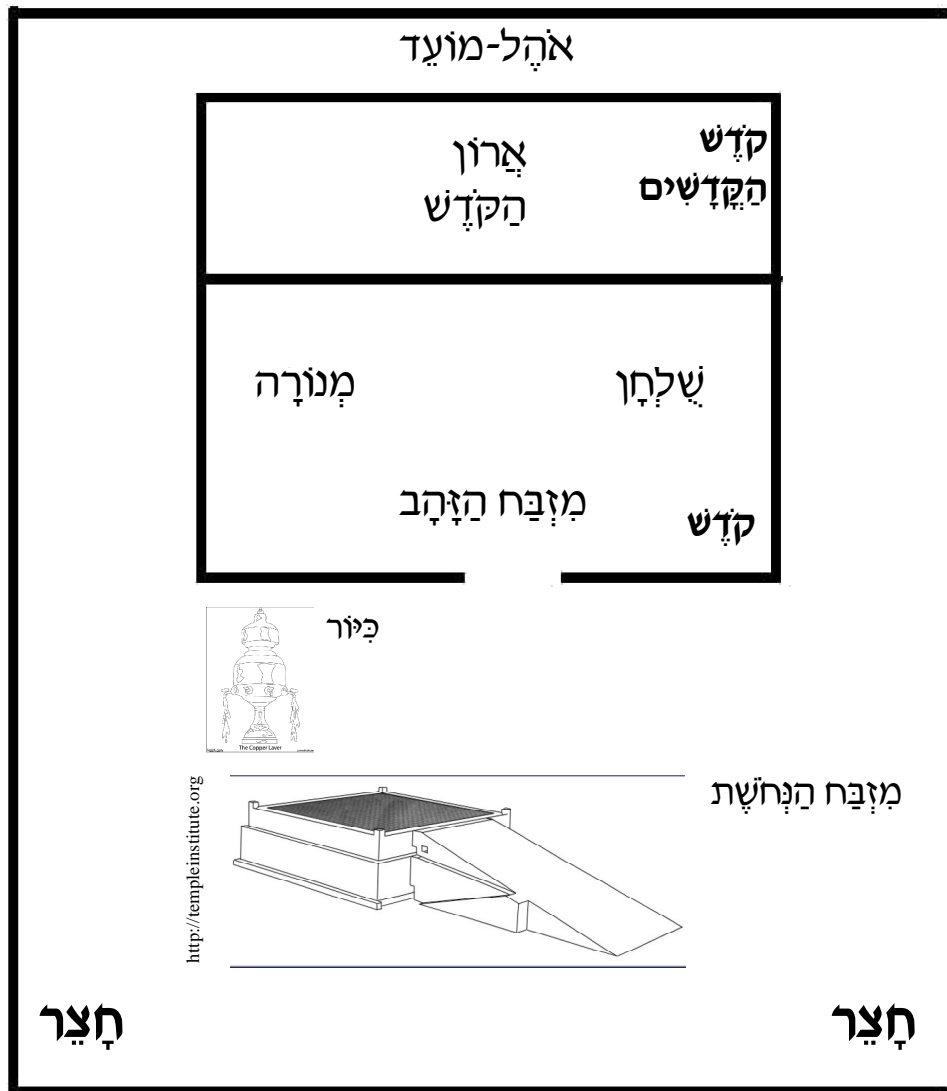 אֹהֶל-מוֹעֵד
קֹדֶשׁ
הַקֳּדָשִׁים
אֲרוֹן
הַקֹּדֶשׁ
שֻׁלְחָן
מְנוֹרָה
מִזְבַּח הַזָּהָב
קֹדֶשׁ
כִּיּוֹר
The Copper Laver
מִזְבַּח הַנְּחֹשֶׁת
http://templeinstitute.org
חָצֵר
חָצֵר